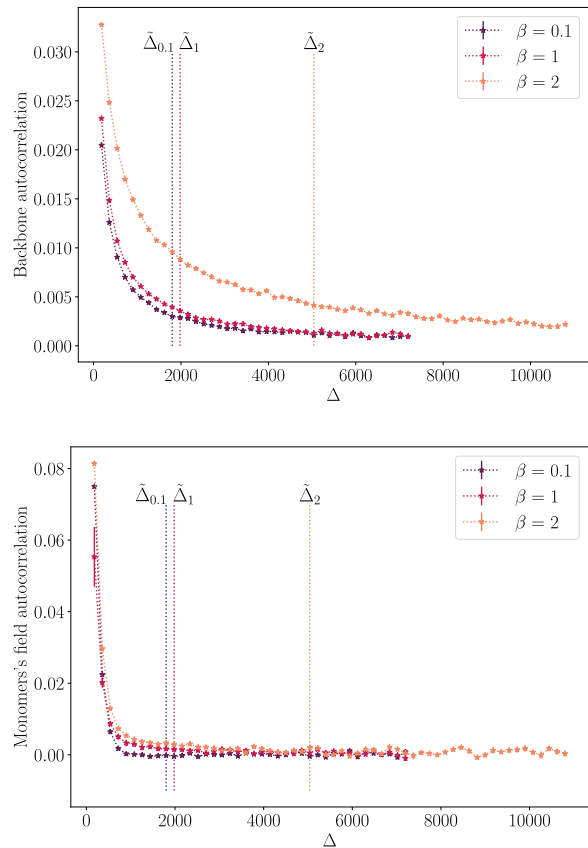 Δ̃0.1 Δ̃1 Δ̃2
β = 0.1
β = 1
β = 2
0.030
0.025
0.020
0.015
0.010
0.005
0.000
Backbone autocorrelation
0 2000 4000 6000 8000 10000
Δ
Δ̃0.1 Δ̃1 Δ̃2
β = 0.1
β = 1
β = 2
0.08
0.06
0.04
0.02
0.00
Monomers's field autocorrelation
0 2000 4000 6000 8000 10000
Δ